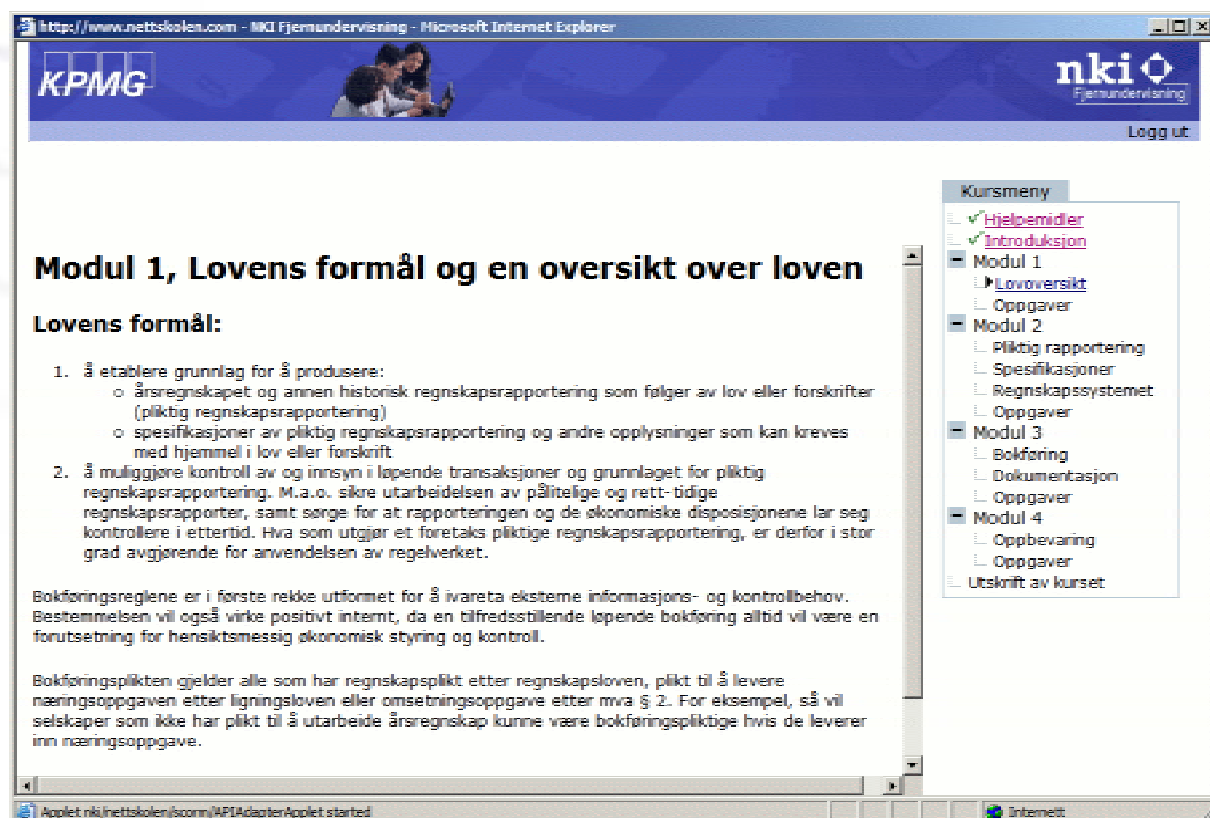 http://www.nettskolen.com - NKI Fjernundervisning - Microsoft Internet Explorer
KPMG
nki
Fjernundervisning
Logg ut
Modul 1, Lovens formål og en oversikt over loven
Lovens formål:
1. å etablere grunnlag for å produsere:
o årsregnskapet og annen historisk regnskapsrapportering som følger av lov eller forskrifter
(pliktig regnskapsrapportering)
o spesifikasjoner av pliktig regnskapsrapportering og andre opplysninger som kan kreves
med hjemmel i lov eller forskrift
2. å muliggjøre kontroll av og innsyn i løpende transaksjoner og grunnlaget for pliktig
regnskapsrapportering. M.a.o. sikre utarbeidelsen av pålitelige og rett-tidige
regnskapsrapporter, samt sørge for at rapporteringen og de økonomiske disposisjonene lar seg
kontrollere i ettertid. Hva som utgjør et foretaks pliktige regnskapsrapportering, er derfor i stor
grad avgjørende for anvendelsen av regelverket.
Bokføringsreglene er i første rekke utformet for å ivareta eksterne informasjons- og kontrollbehov.
Bestemmelsen vil også virke positivt internt, da en tilfredsstillende løpende bokføring alltid vil være en
forutsetning for hensiktsmessig økonomisk styring og kontroll.
Bokføringsplikten gjelder alle som har regnskapsplikt etter regnskapsloven, plikt til å levere
næringsoppgaven etter ligningsloven eller omsetningsoppgave etter mva § 2. For eksempel, så vil
selskaper som ikke har plikt til å utarbeide årsregnskap kunne være bokføringspliktige hvis de leverer
inn næringsoppgave.
Kursmeny
Hjelpemidler
Introduksjon
Modul 1
Lovoversikt
Oppgaver
Modul 2
Pliktig rapportering
Spesifikasjoner
Regnskapssystemet
Oppgaver
Modul 3
Bokføring
Dokumentasjon
Oppgaver
Modul 4
Oppbevaring
Oppgaver
Utskrift av kurset
Applet nki/nettskolen/scorm/APIAdapterApplet started
Internett